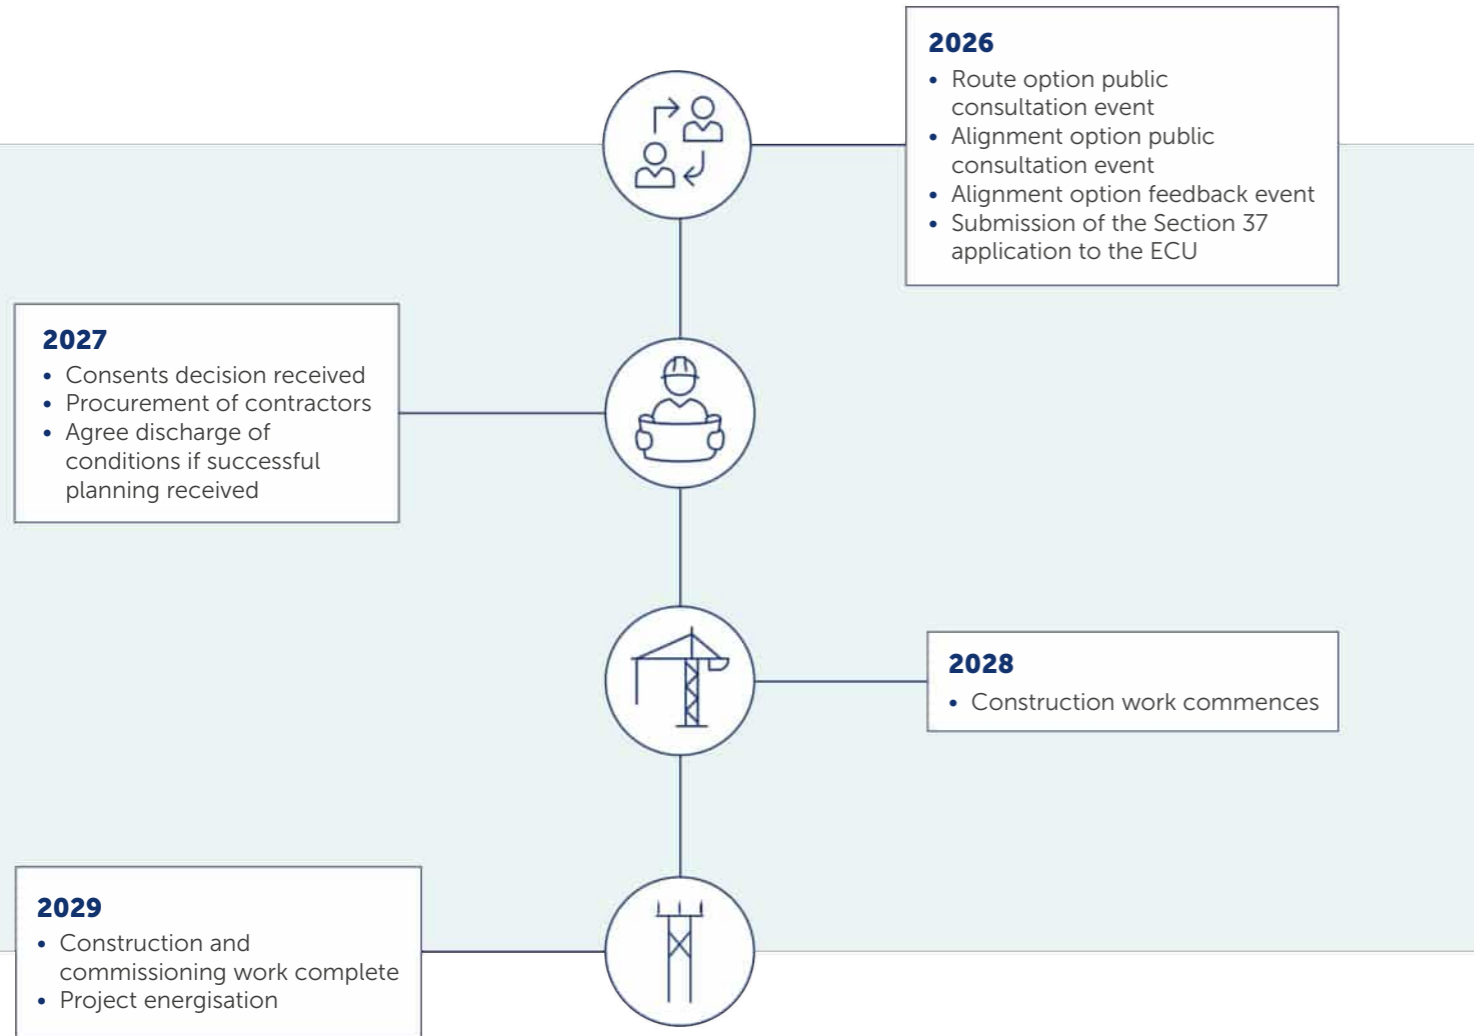 2026
• Route option public
consultation event
• Alignment option public
consultation event
• Alignment option feedback event
• Submission of the Section 37
application to the ECU
2027
• Consents decision received
• Procurement of contractors
• Agree discharge of
conditions if successful
planning received
2028
• Construction work commences
2029
• Construction and
commissioning work complete
• Project energisation